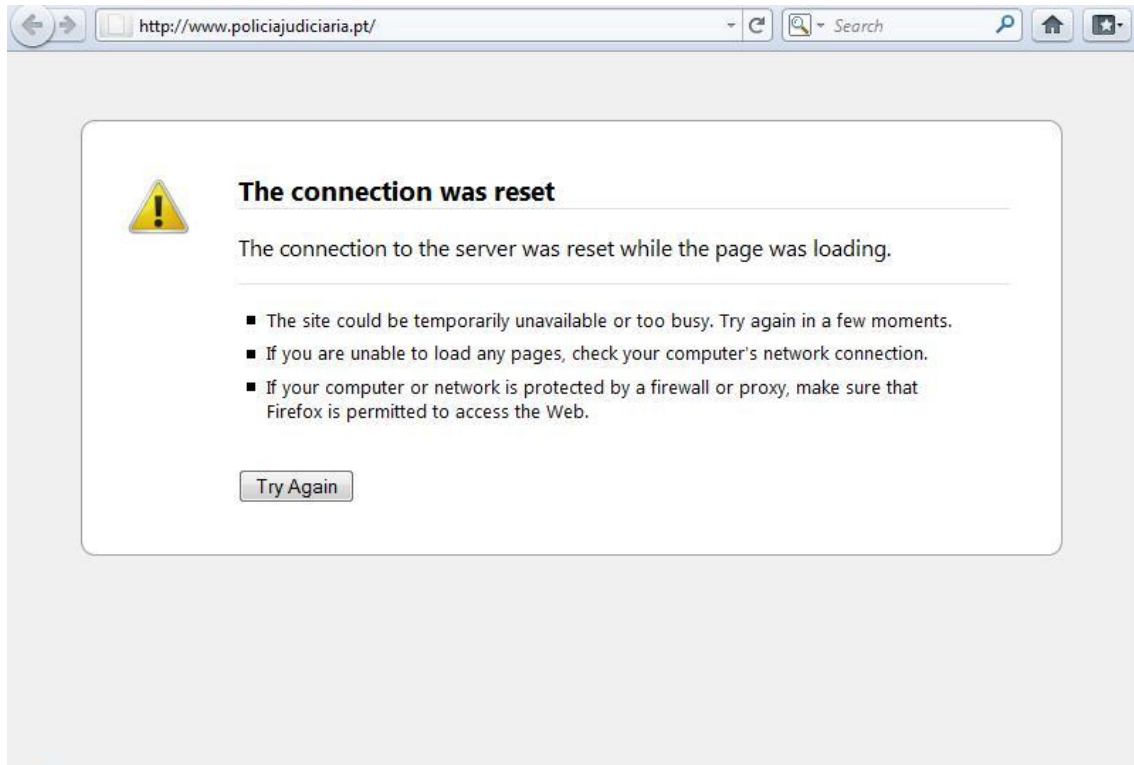 http://www.policiajudiciaria.pt/ Search
The connection was reset
The connection to the server was reset while the page was loading.
The site could be temporarily unavailable or too busy. Try again in a few moments.
If you are unable to load any pages, check your computer's network connection.
If your computer or network is protected by a firewall or proxy, make sure that
Firefox is permitted to access the Web.
Try Again